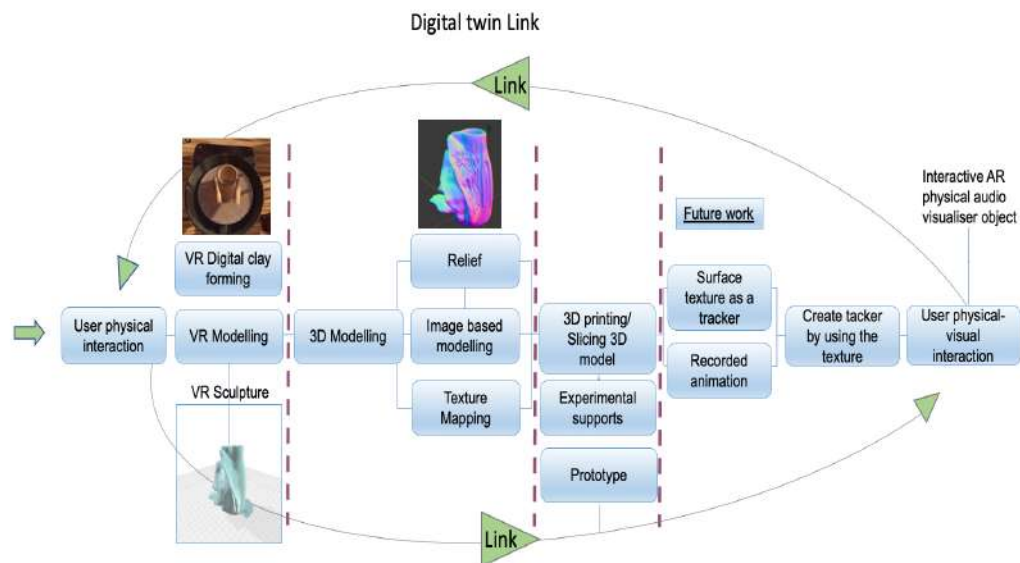 Digital twin Link
Link
Interactive AR
physical audio
visualiser object
Future work
VR Digital clay
forming
Relief
Surface
texture as a
tracker
User physical
interaction
VR Modelling
3D Modelling
Image based
modelling
3D printing/
Slicing 3D
model
Create tacker
by using the
texture
User physical-
visual
interaction
Recorded
animation
VR Sculpture
Texture
Mapping
Experimental
supports
Prototype
Link